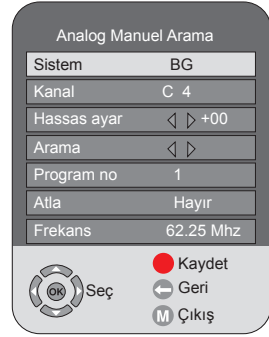 Analog Manuel Arama
Sistem BG
Kanal C 4
Hassas ayar +00
Arama
Program no 1
Atla Hayır
Frekans 62.25 Mhz
Kaydet
OK Seç Geri
M Çıkış